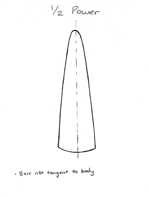 1/2 Power
• Base not tangent to body